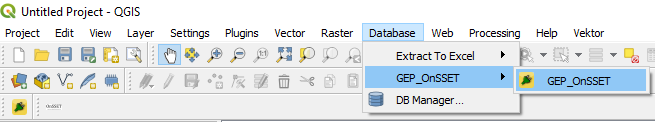 Untitled Project - QGIS
Project Edit View Layer Settings Plugins Vector Raster Database Web Processing Help Vektor
Extract To Excel
GEP_OnSSET GEP_OnSSET
DB Manager...
OnSSET